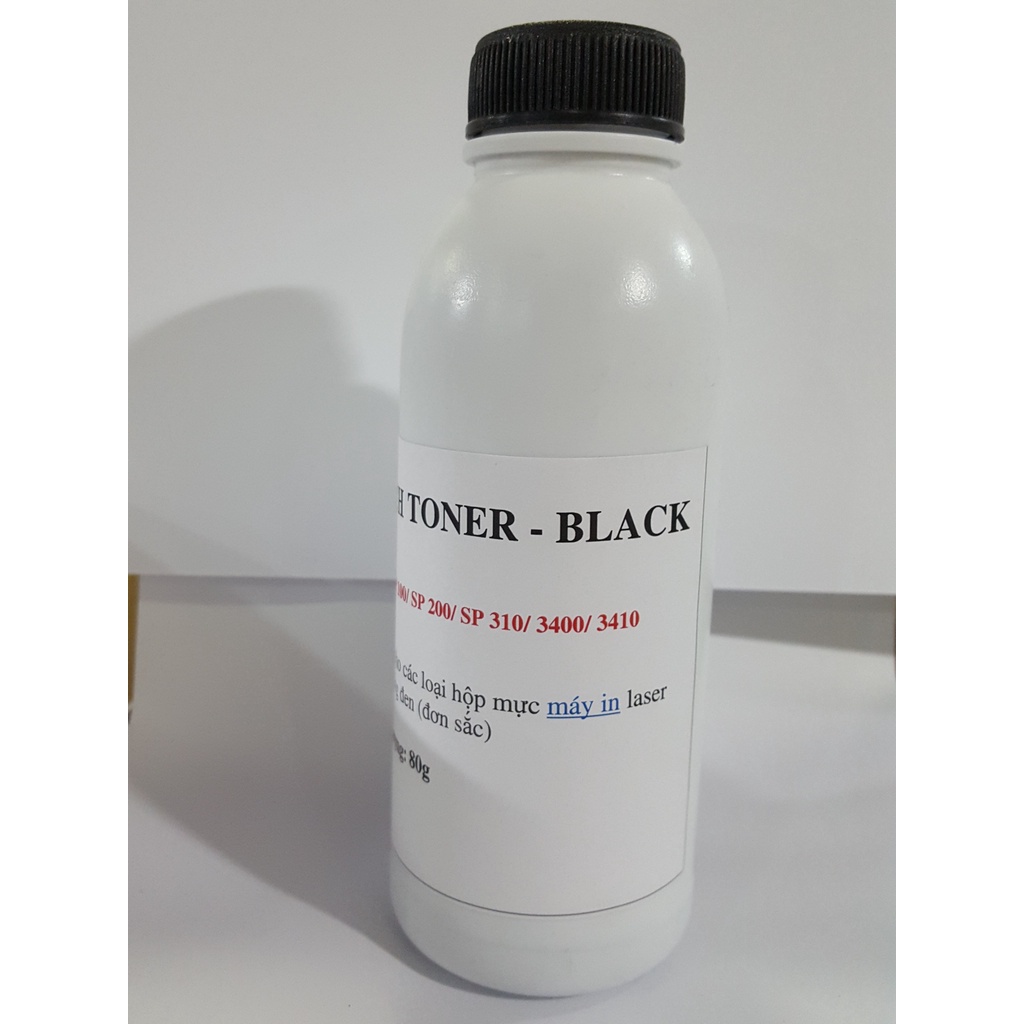 TONER - BLACK
SP 200/ SP 310/ 3400/ 3410
các loại hộp mực máy in laser
đen (đơn sắc)
80g